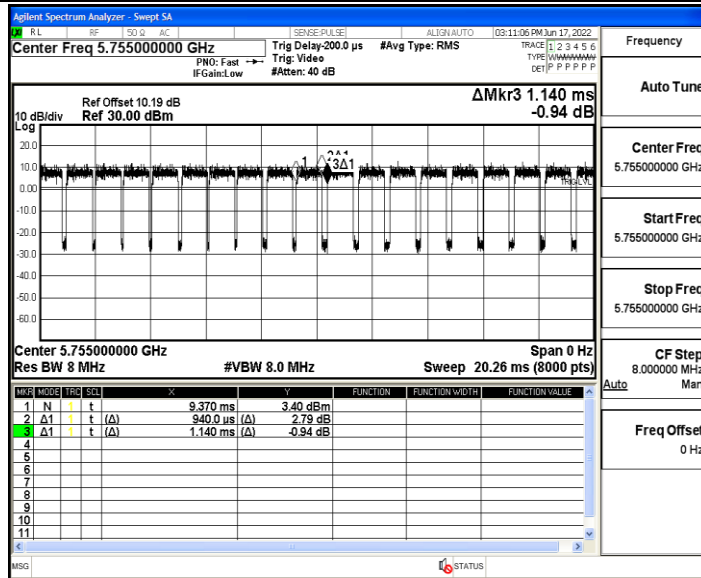 Agilent Spectrum Analyzer - Swept SA
RL RF 50 Ω AC SENSE:PULSE ALIGN AUTO 03:11:06 PM Jun 17, 2022
Center Freq 5.755000000 GHz
PNO: Fast
IFGain:Low
Trig Delay-200.0 µs
Trig: Video
#Atten: 40 dB
#Avg Type: RMS
TRACE 1 2 3 4 5 6
TYPE
DET P P P P P P
ΔMkr3 1.140 ms
-0.94 dB
Ref Offset 10.19 dB
Ref 30.00 dBm
10 dB/div
Log
20.0
10.0
0.00
-10.0
-20.0
-30.0
-40.0
-50.0
-60.0
1
3Δ1
TRIG LVL
Center 5.755000000 GHz
Span 0 Hz
Res BW 8 MHz
#VBW 8.0 MHz
Sweep 20.26 ms (8000 pts)
MKR MODE TRC SCL X Y FUNCTION FUNCTION WIDTH FUNCTION VALUE
1 N 1 t 9.370 ms 3.40 dBm
2 Δ1 1 t (Δ) 940.0 µs (Δ) 2.79 dB
3 Δ1 1 t (Δ) 1.140 ms (Δ) -0.94 dB
4
5
6
7
8
9
10
11
MSG
STATUS
Frequency
Auto Tune
Center Freq
5.755000000 GHz
Start Freq
5.755000000 GHz
Stop Freq
5.755000000 GHz
CF Step
8.000000 MHz
Auto Man
Freq Offset
0 Hz